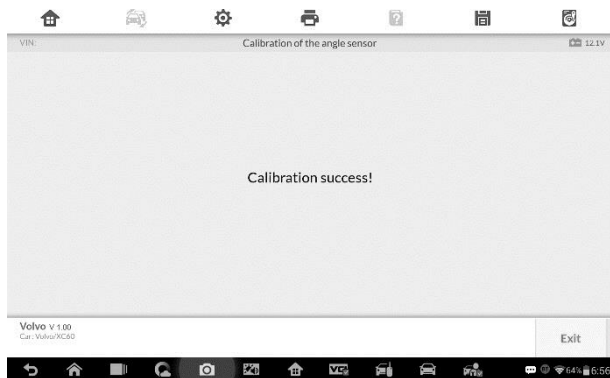 VIN: Calibration of the angle sensor 12.1V
Calibration success!
Volvo V 1.00
Car: Volvo/XC60
Exit
64% 6:56